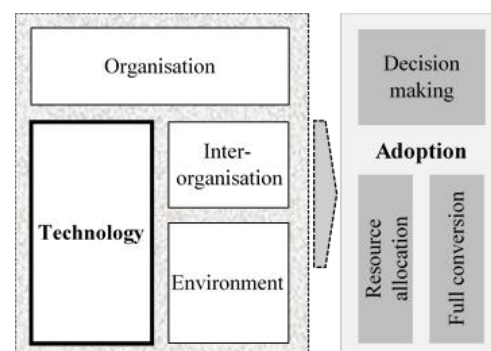 Organisation
Technology
Inter-
organisation
Environment
Decision
making
Adoption
Resource
allocation
Full conversion